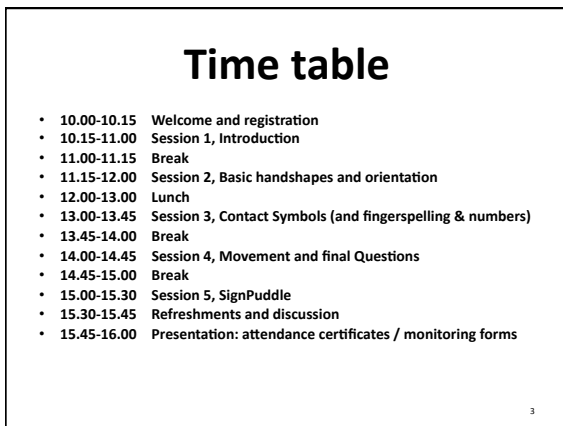 Time table
• 10.00-10.15 Welcome and registration
• 10.15-11.00 Session 1, Introduction
• 11.00-11.15 Break
• 11.15-12.00 Session 2, Basic handshapes and orientation
• 12.00-13.00 Lunch
• 13.00-13.45 Session 3, Contact Symbols (and fingerspelling & numbers)
• 13.45-14.00 Break
• 14.00-14.45 Session 4, Movement and final Questions
• 14.45-15.00 Break
• 15.00-15.30 Session 5, SignPuddle
• 15.30-15.45 Refreshments and discussion
• 15.45-16.00 Presentation: attendance certificates / monitoring forms
3